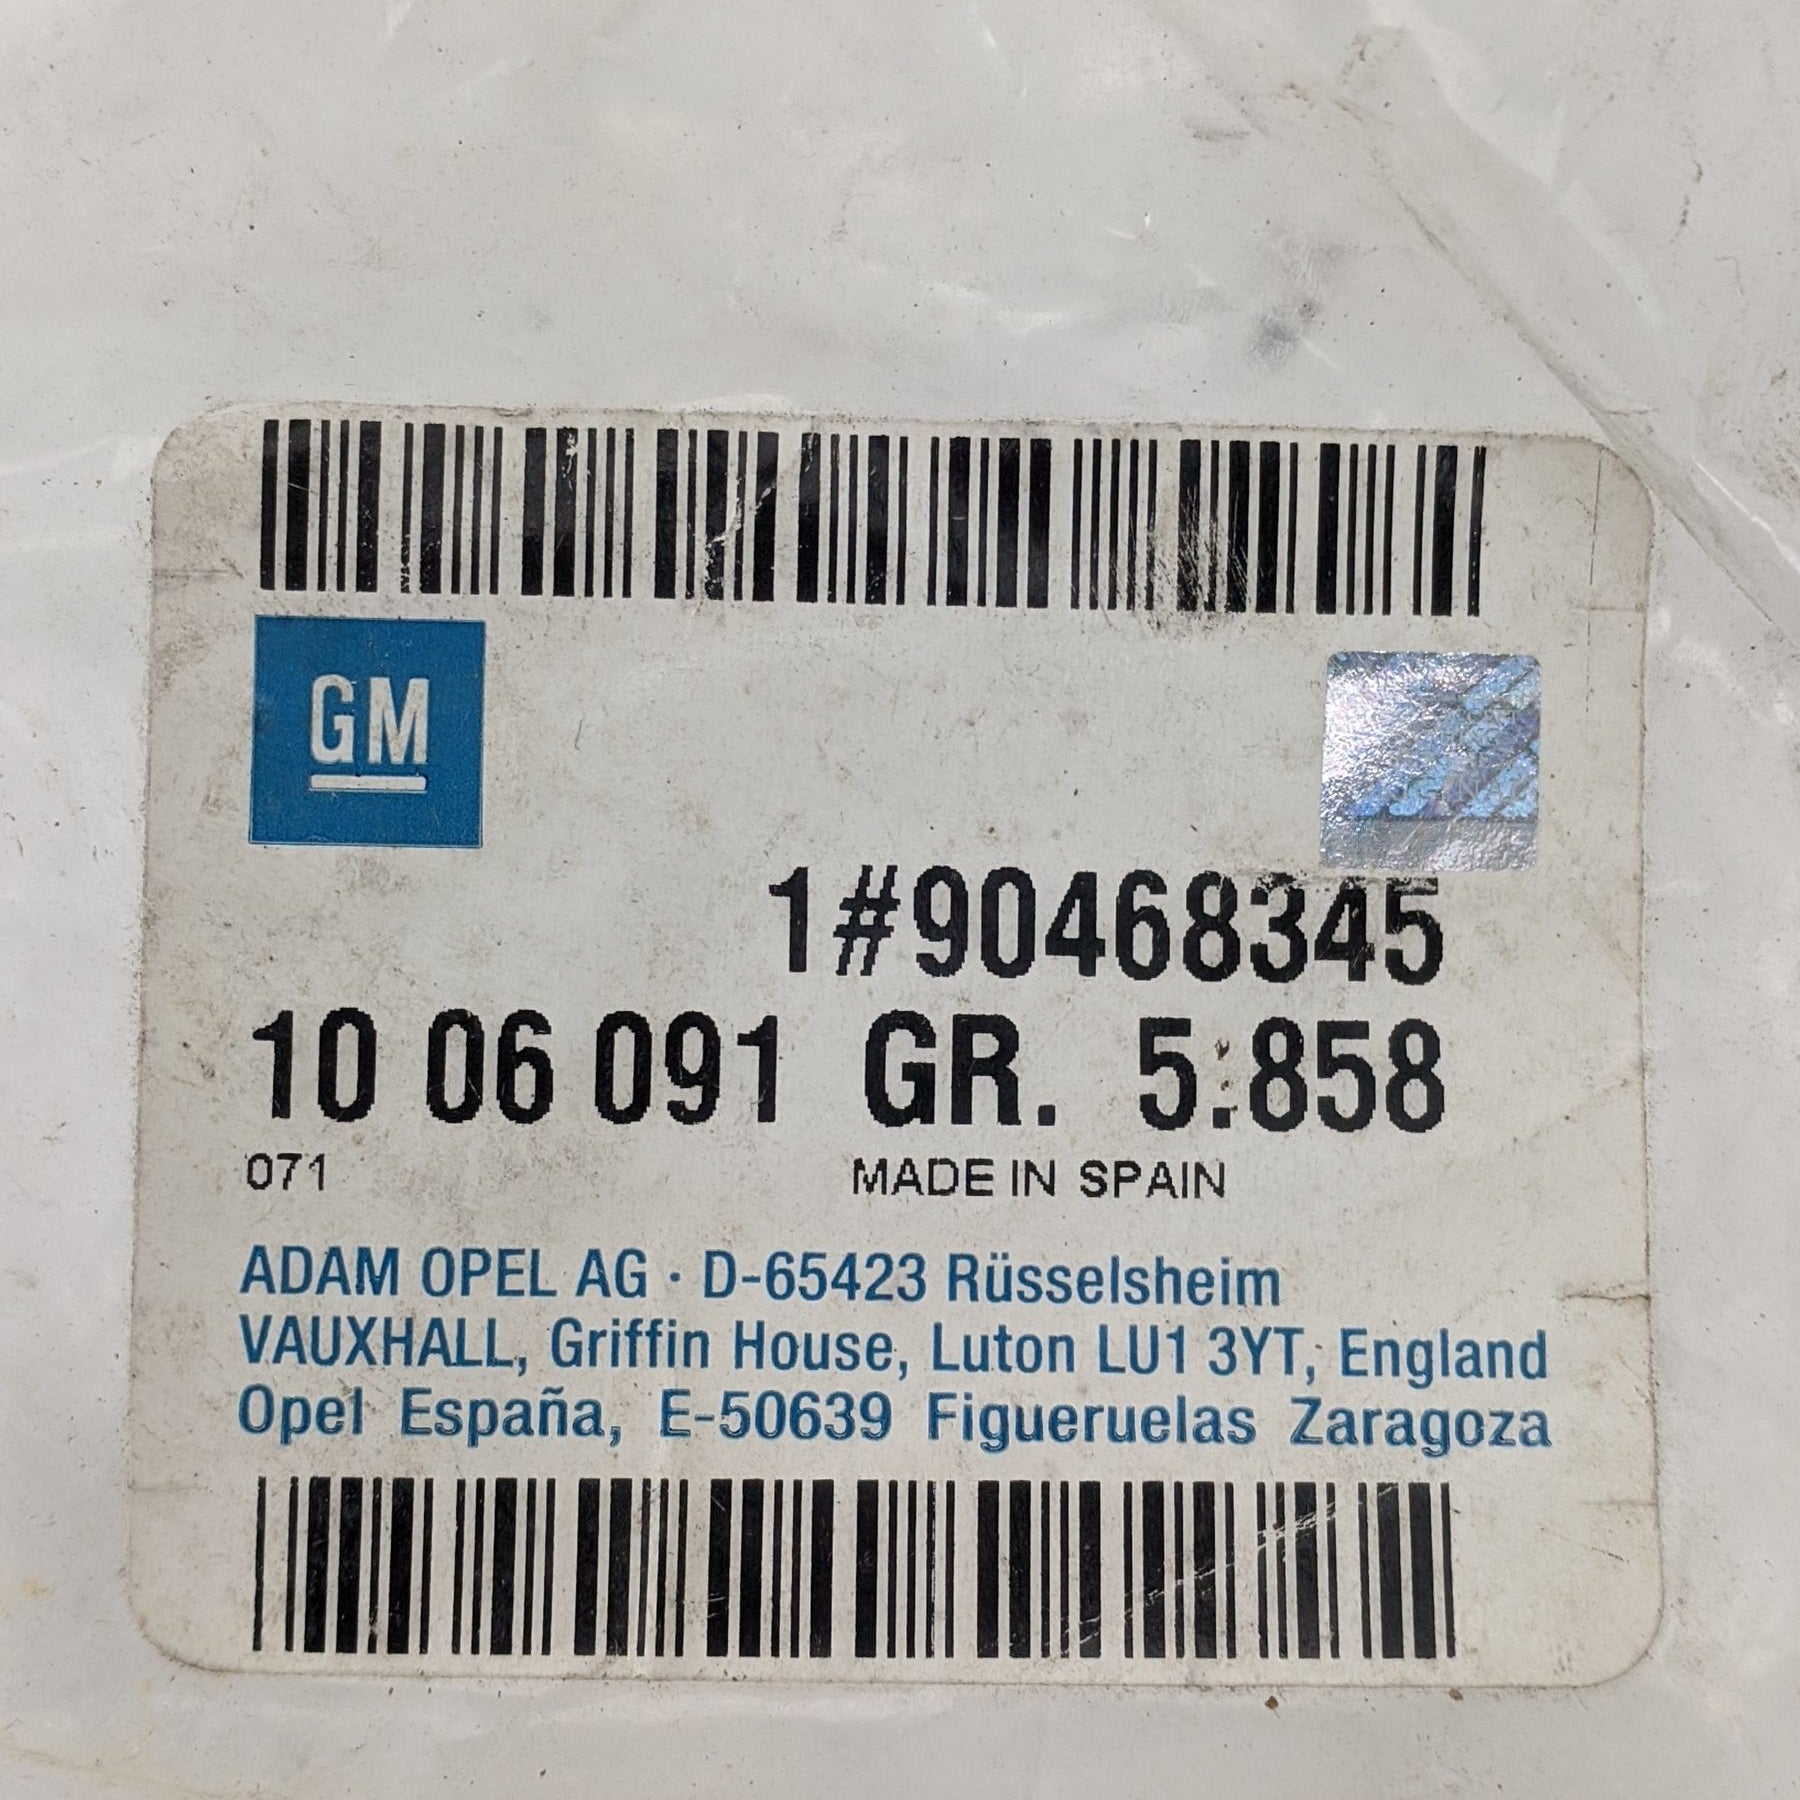 GM
1#90468345
10 06 091 GR. 5.858
071 MADE IN SPAIN
ADAM OPEL AG · D-65423 Rüsselsheim
VAUXHALL, Griffin House, Luton LU1 3YT, England
Opel España, E-50639 Figueruelas Zaragoza